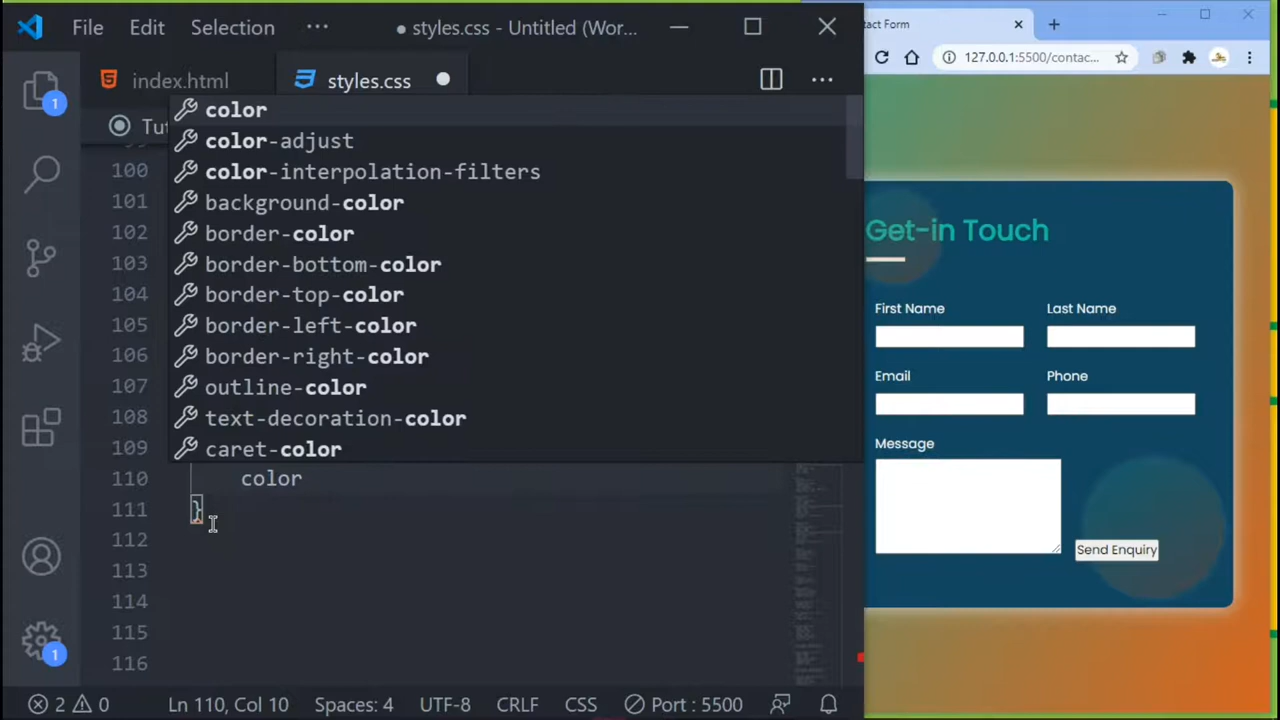 File Edit Selection ··· ● styles.css - Untitled (Wor...
index.html styles.css
Tut
color
color-adjust
color-interpolation-filters
background-color
border-color
border-bottom-color
border-top-color
border-left-color
border-right-color
outline-color
text-decoration-color
caret-color
100
101
102
103
104
105
106
107
108
109
110 color
111 }
112
113
114
115
116
1
1
2 0 Ln 110, Col 10 Spaces: 4 UTF-8 CRLF CSS Port : 5500
tact Form
127.0.0.1:5500/contac...
Get-in Touch
First Name Last Name
Email Phone
Message
Send Enquiry